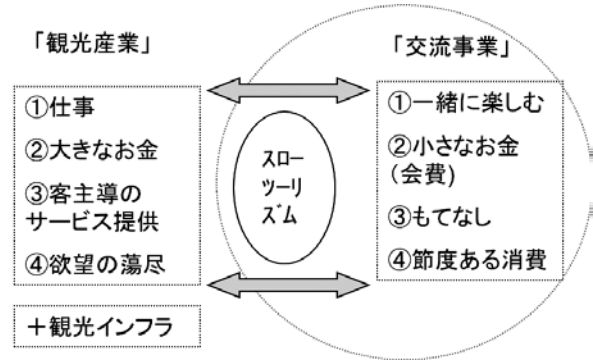 「観光産業」
①仕事
②大きなお金
③客主導の
サービス提供
④欲望の蕩尽
＋観光インフラ
スロー
ツーリ
ズム
「交流事業」
①一緒に楽しむ
②小さなお金
(会費)
③もてなし
④節度ある消費